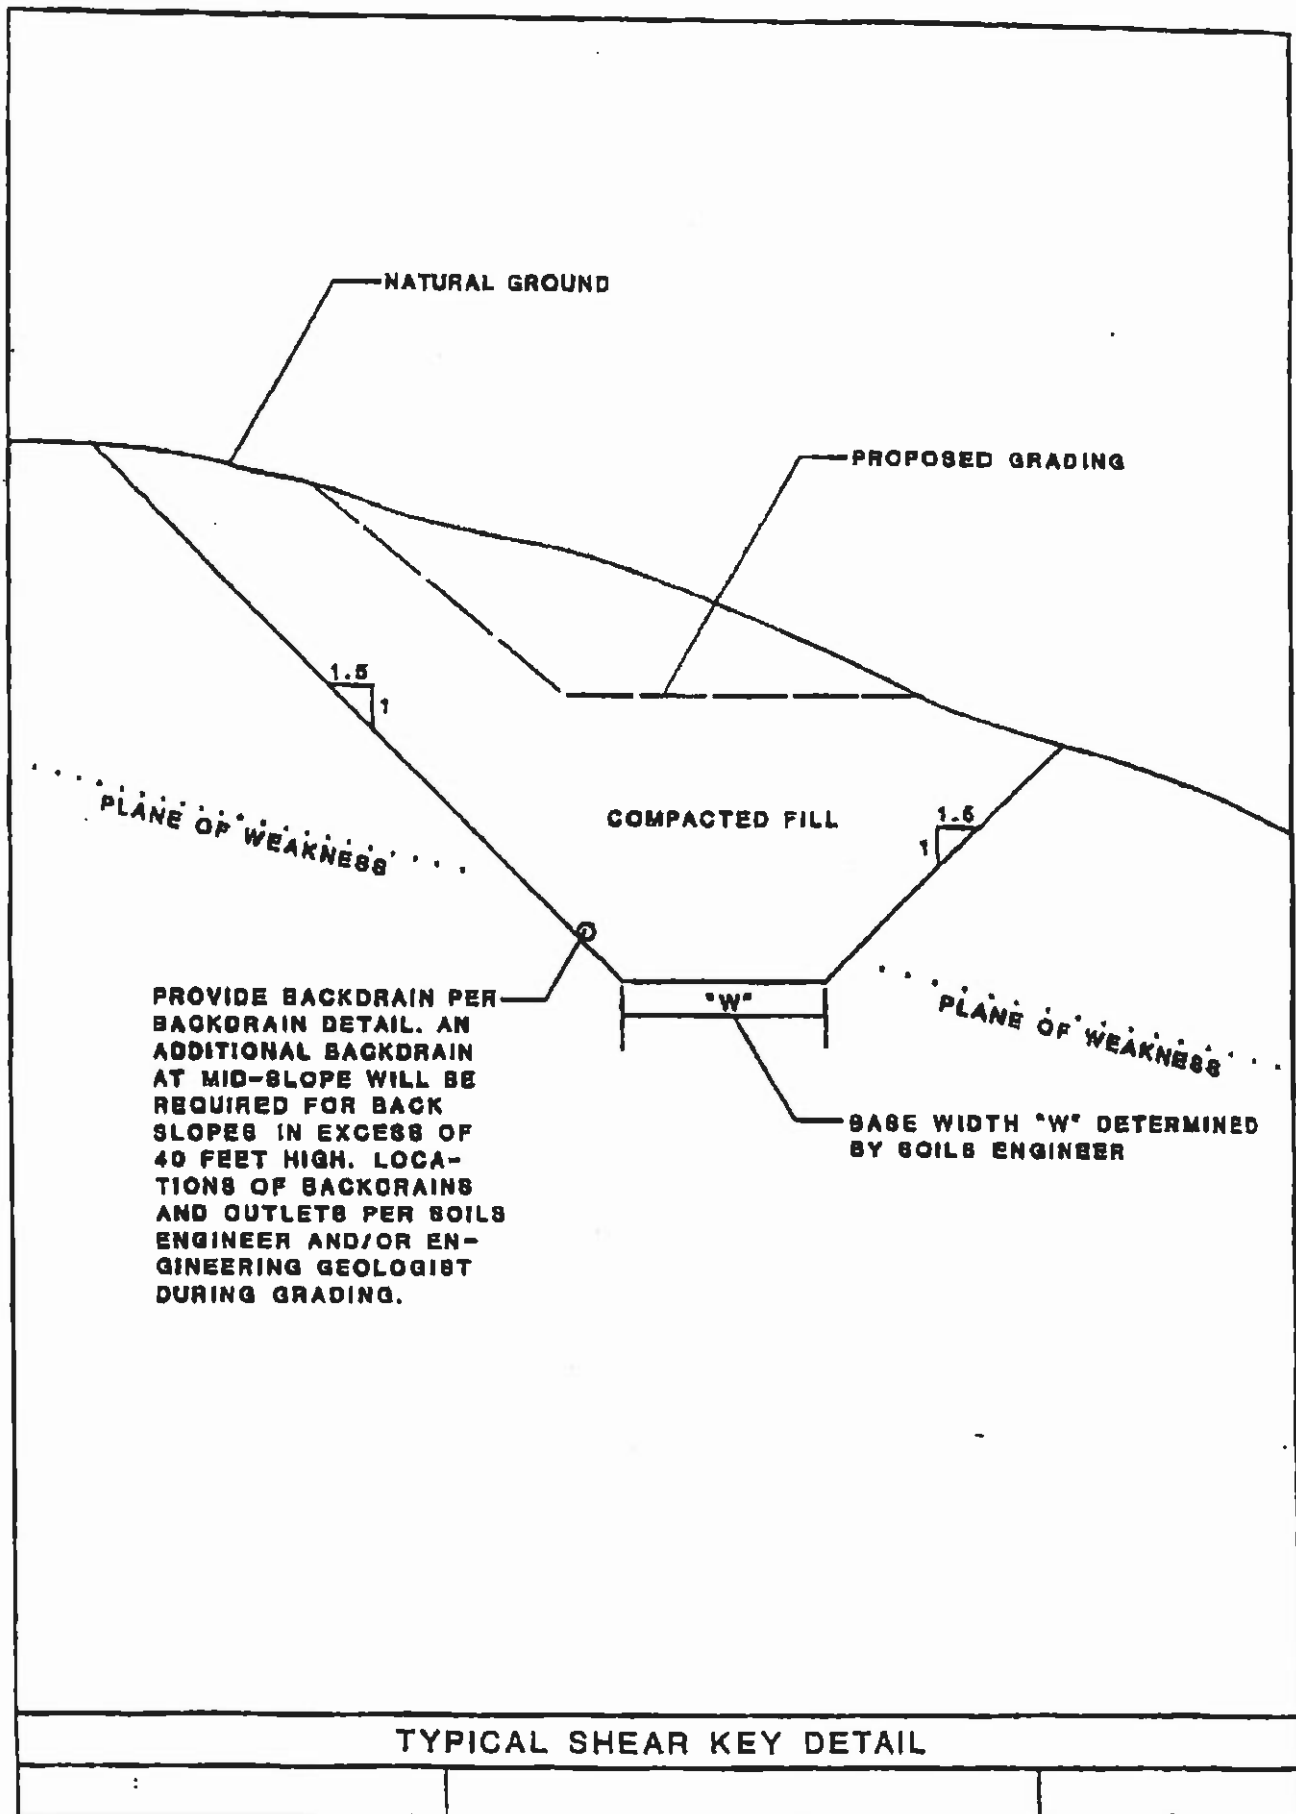 NATURAL GROUND
PROPOSED GRADING
1.5
1
PLANE OF WEAKNESS
COMPACTED FILL
1.5
1
PROVIDE BACKDRAIN PER
BACKDRAIN DETAIL. AN
ADDITIONAL BACKDRAIN
AT MID-SLOPE WILL BE
REQUIRED FOR BACK
SLOPES IN EXCESS OF
40 FEET HIGH. LOCA-
TIONS OF BACKDRAINS
AND OUTLETS PER SOILS
ENGINEER AND/OR EN-
GINEERING GEOLOGIST
DURING GRADING.
"W"
PLANE OF WEAKNESS
BASE WIDTH "W" DETERMINED
BY SOILS ENGINEER
TYPICAL SHEAR KEY DETAIL